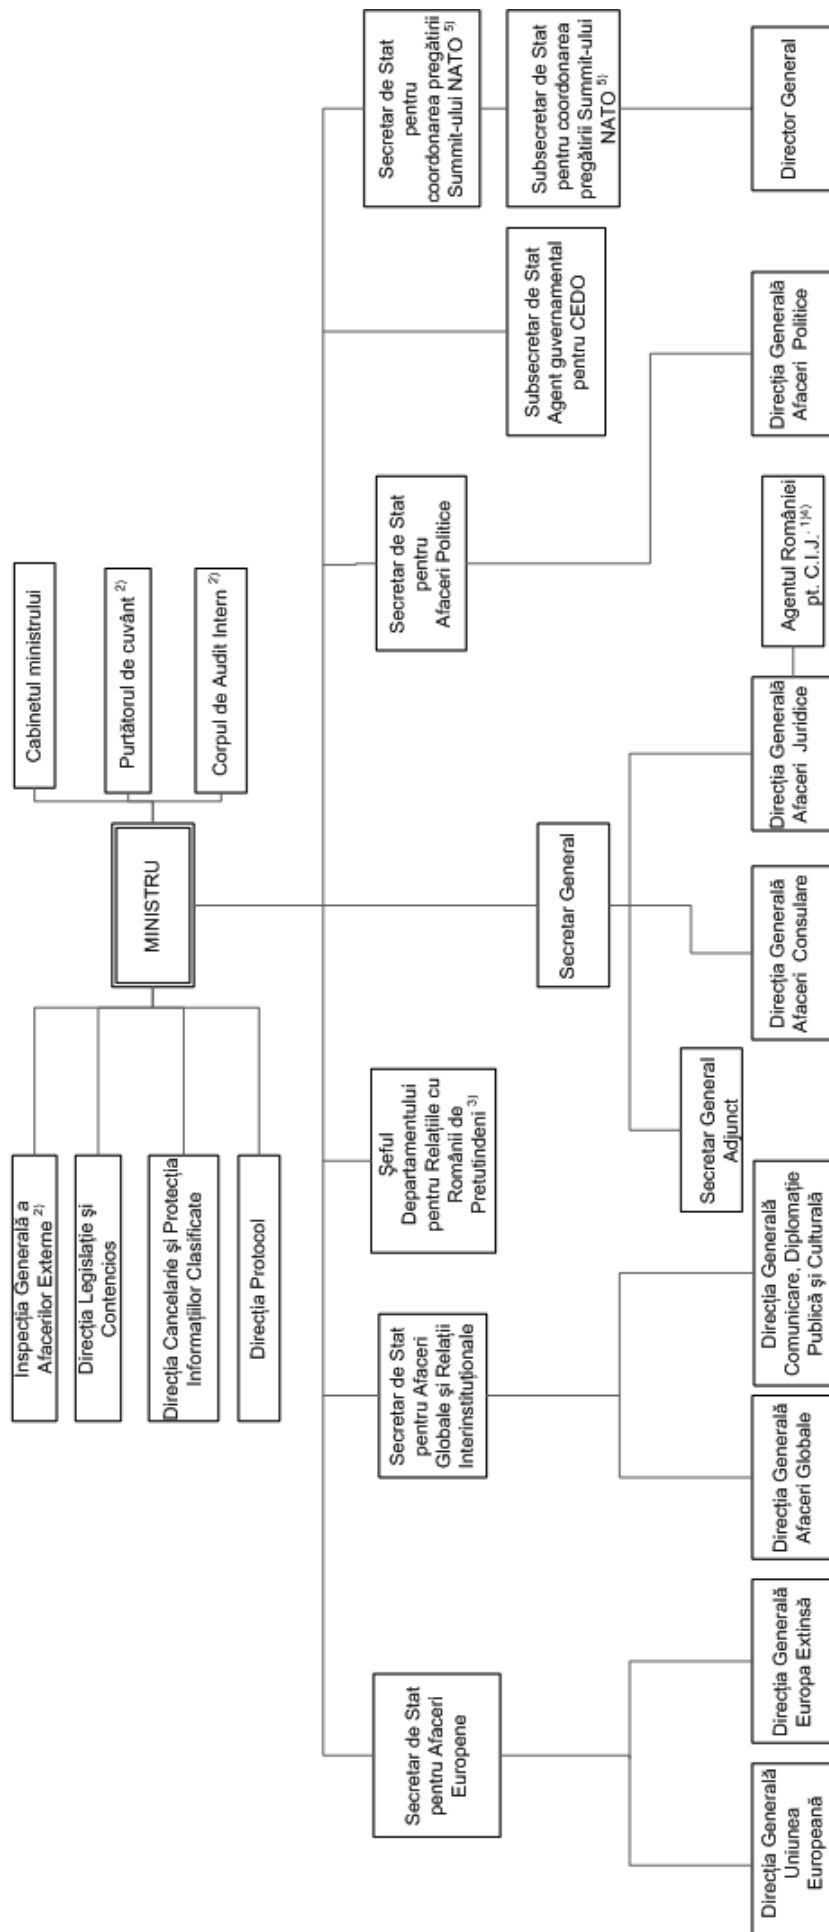 Inspecția Generală a
Afacerilor Externe 2)
Direcția Legislație și
Contencios
Direcția Cancelarie și Protecția
Informațiilor Clasificate
Direcția Protocol
MINISTRU
Cabinetul ministrului
Purtătorul de cuvânt 2)
Corpul de Audit Intern 2)
Secretar de Stat
pentru Afaceri
Europene
Secretar de Stat
pentru Afaceri
Globale și Relații
Interinstituționale
Șeful
Departamentului
pentru Relațiile cu
Românii de
Pretutindeni 3)
Secretar General
Secretar de Stat
pentru
Afaceri Politice
Subsecretar de Stat
Agent guvernamental
pentru CEDO
Secretar de Stat
pentru
coordonarea pregătirii
Summit-ului NATO 5)
Subsecretar de Stat
pentru coordonarea
pregătirii Summit-ului
NATO 5)
Secretar General
Adjunct
Direcția Generală
Uniunea
Europeană
Direcția Generală
Europa Extinsă
Direcția Generală
Afaceri Globale
Direcția Generală
Comunicare, Diplomație
Publică și Culturală
Direcția Generală
Afaceri Consulare
Direcția Generală
Afaceri Juridice
Agentul României
pt. C.I.J. 1)4)
Direcția Generală
Afaceri Politice
Director General